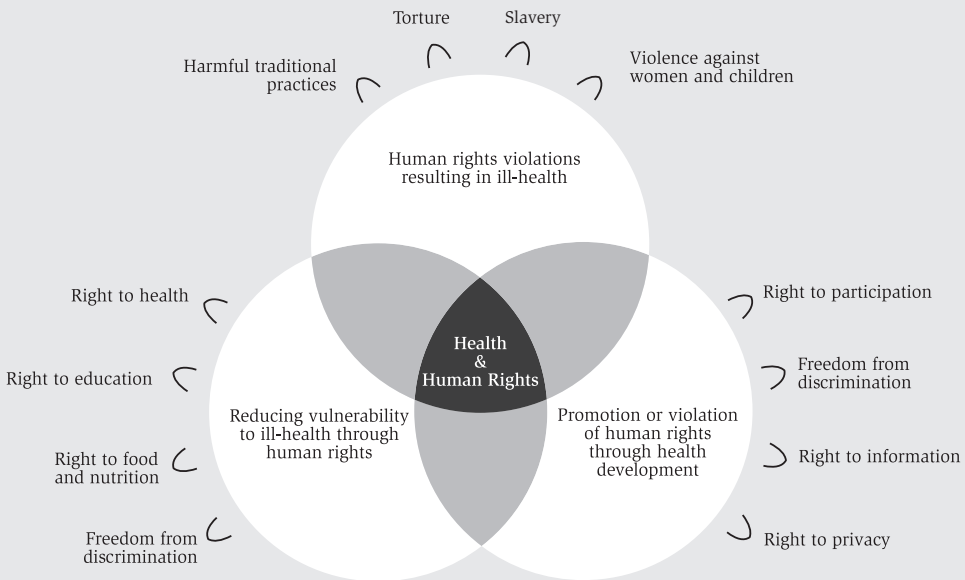 Torture
Slavery
Harmful traditional
practices
Violence against
women and children
Human rights violations
resulting in ill-health
Right to health
Right to education
Right to food
and nutrition
Freedom from
discrimination
Health
&
Human Rights
Reducing vulnerability
to ill-health through
human rights
Promotion or violation
of human rights
through health
development
Right to participation
Freedom from
discrimination
Right to information
Right to privacy